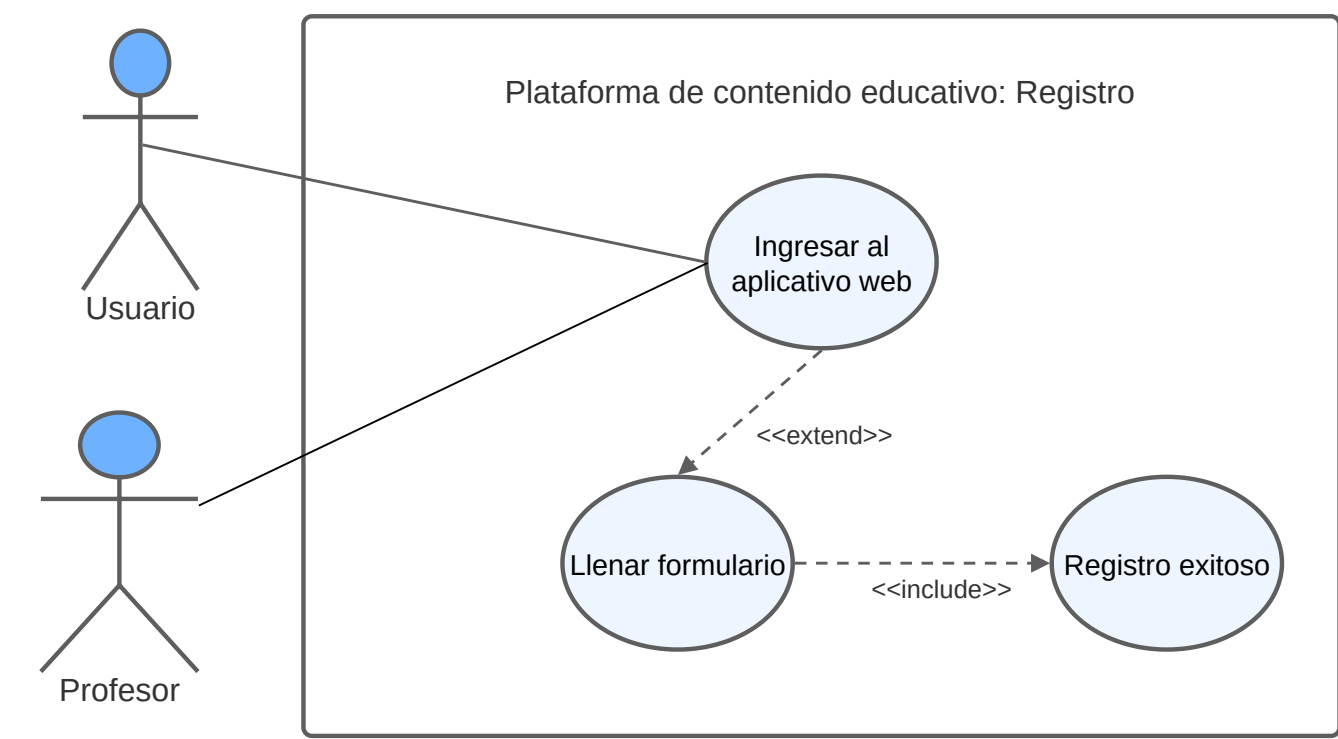 Plataforma de contenido educativo: Registro
Ingresar al
aplicativo web
Usuario
<<extend>>
Llenar formulario
Registro exitoso
<<include>>
Profesor